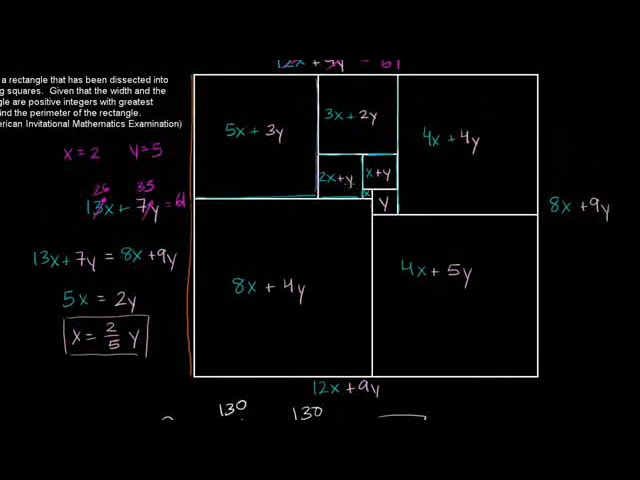 12x + 9y = 61
a rectangle that has been dissected into
g squares. Given that the width and the
gle are positive integers with greatest
ind the perimeter of the rectangle.
erican Invitational Mathematics Examination)
5x + 3y
3x + 2y
4x + 4y
x = 2 y = 5
2x+y
x+y
x
y
26 35
13x + 7y = 61
8x + 9y
13x + 7y = 8x + 9y
8x + 4y
4x + 5y
5x = 2y
x = 2/5 y
12x + 9y
130 130